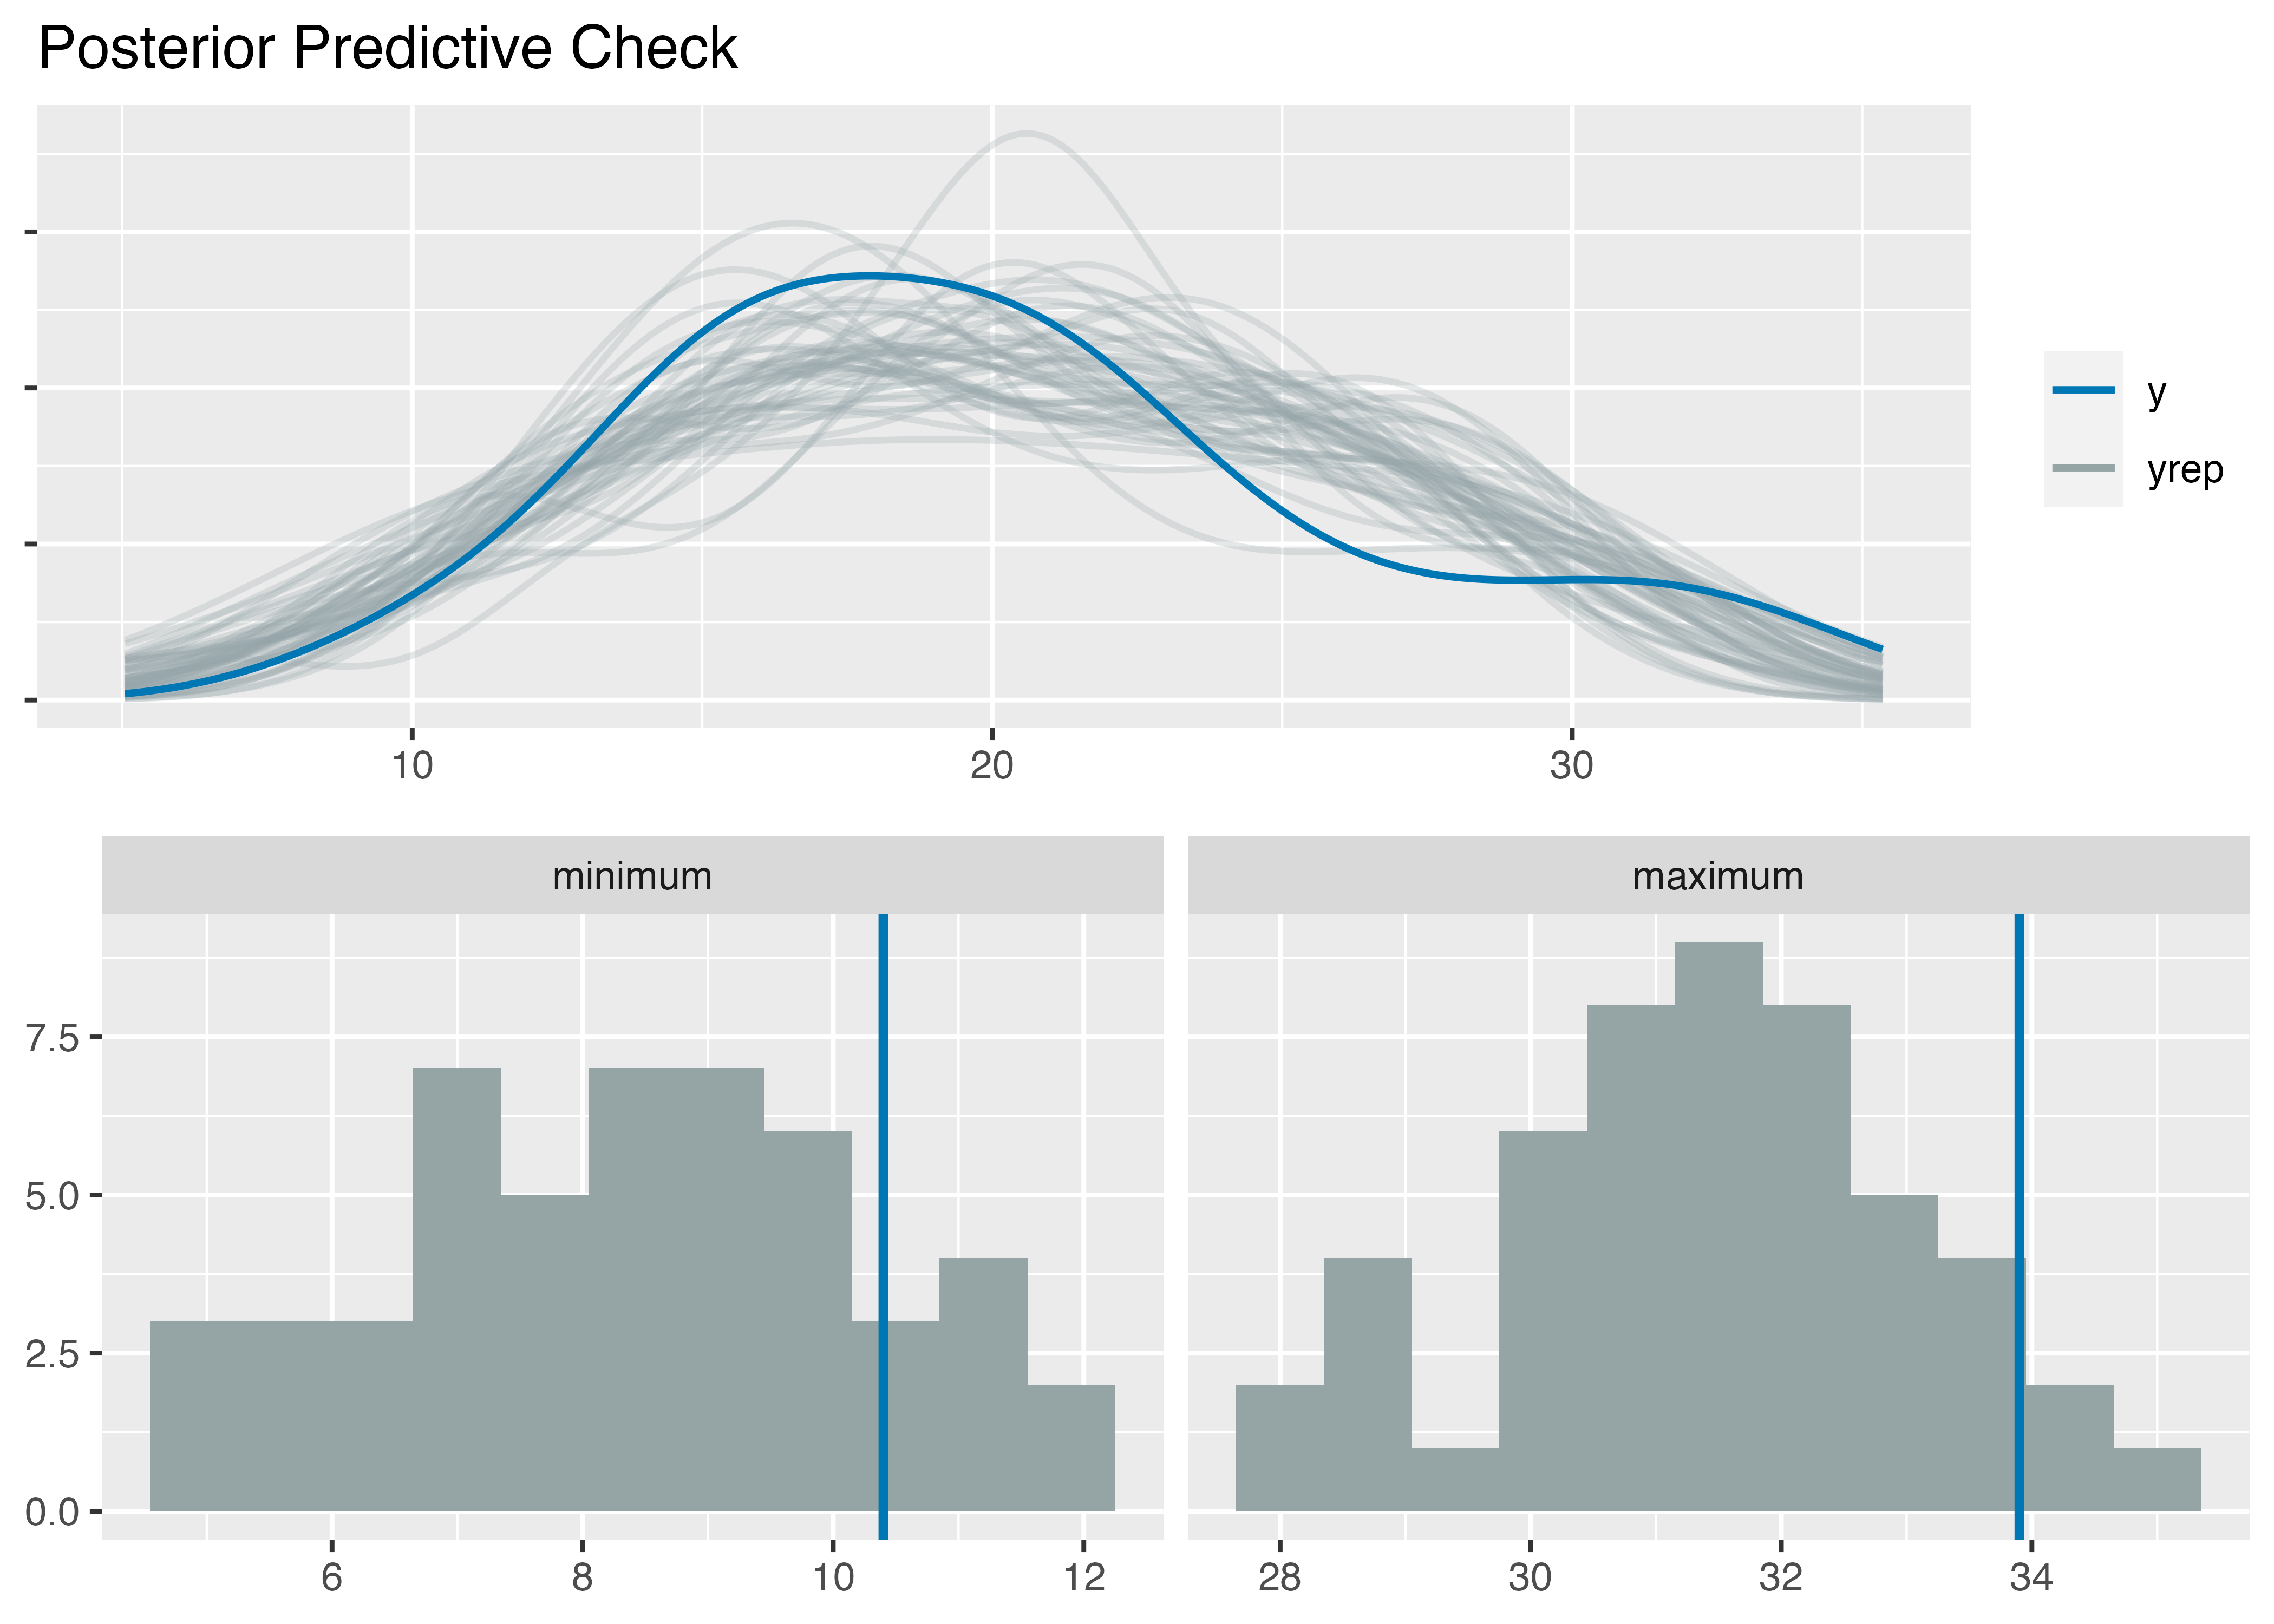 Posterior Predictive Check
y
yrep
10 20 30
minimum maximum
7.5
5.0
2.5
0.0
6 8 10 12 28 30 32 34